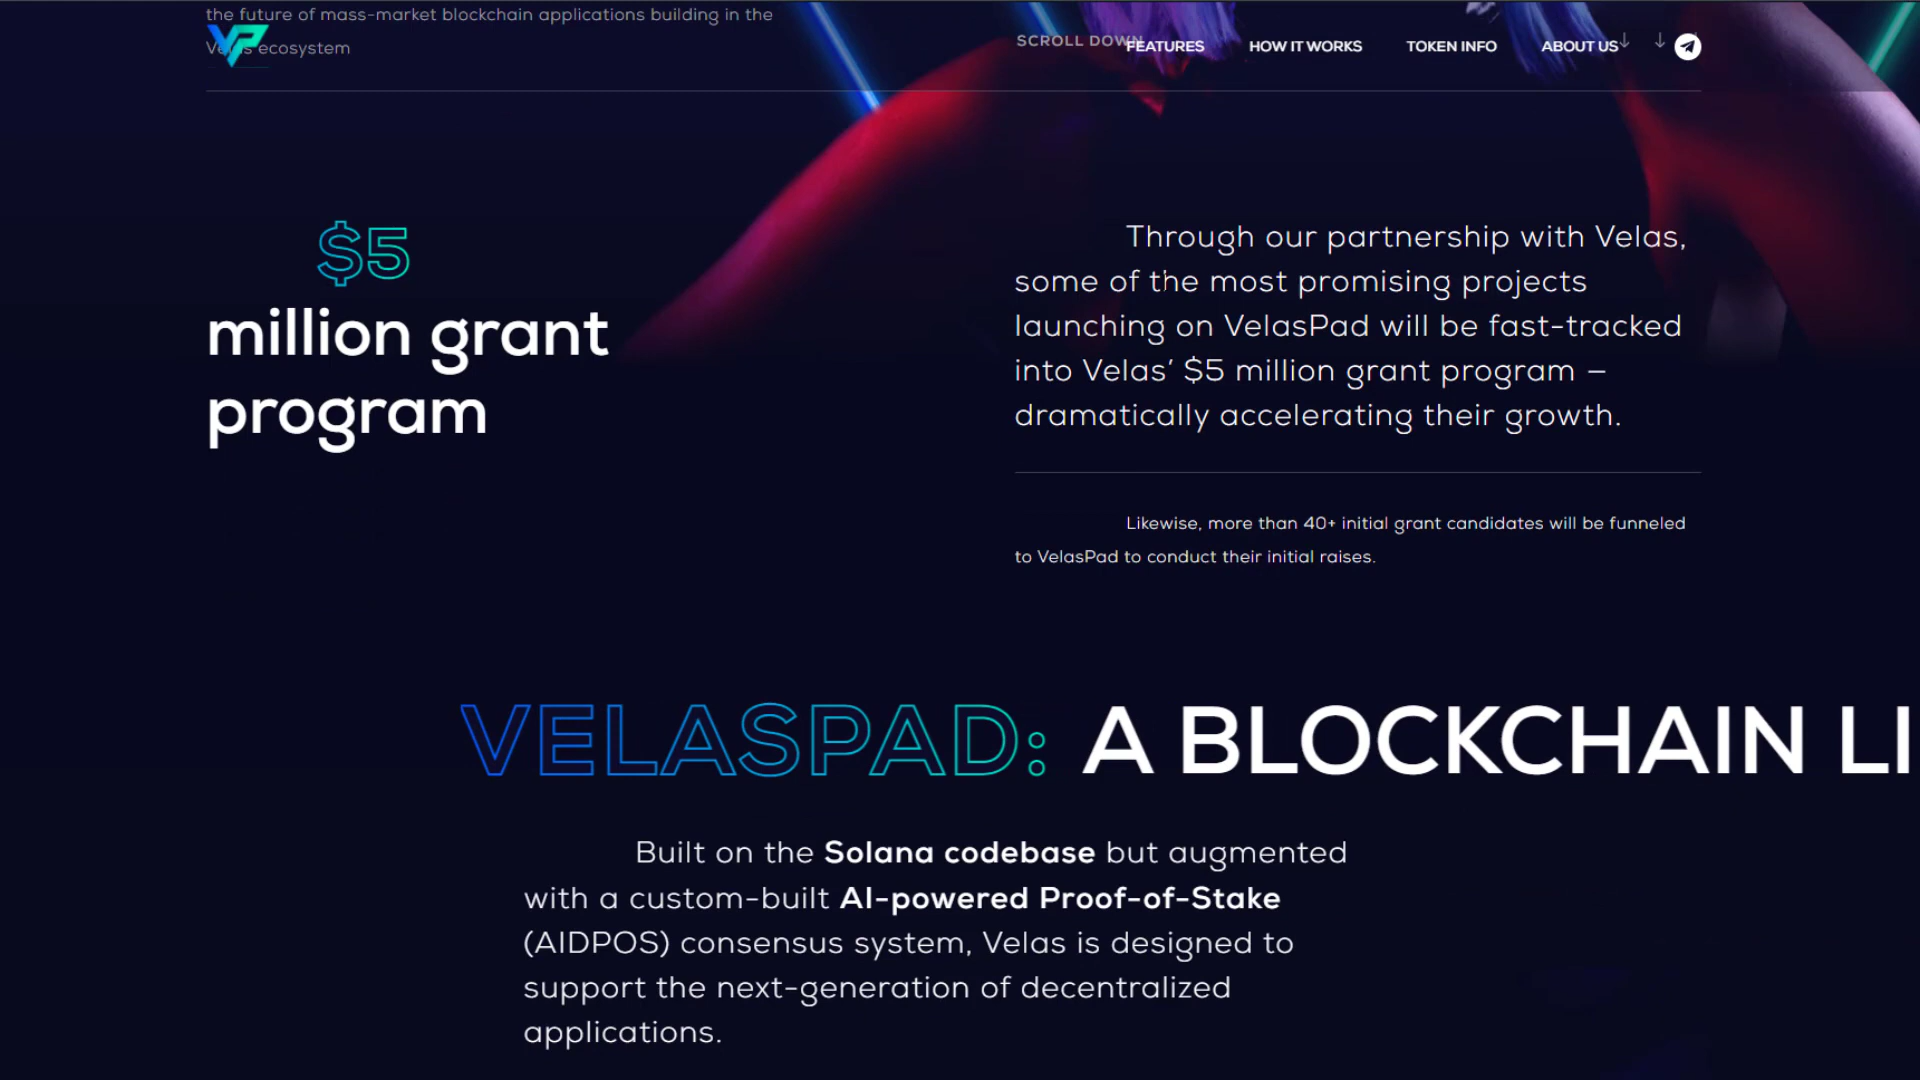 the future of mass-market blockchain applications building in the
Velas ecosystem
SCROLL DOWN
FEATURES HOW IT WORKS TOKEN INFO ABOUT US
$5
million grant
program
Through our partnership with Velas,
some of the most promising projects
launching on VelasPad will be fast-tracked
into Velas’ $5 million grant program –
dramatically accelerating their growth.
Likewise, more than 40+ initial grant candidates will be funneled
to VelasPad to conduct their initial raises.
VELASPAD: A BLOCKCHAIN LI
Built on the Solana codebase but augmented
with a custom-built AI-powered Proof-of-Stake
(AIDPOS) consensus system, Velas is designed to
support the next-generation of decentralized
applications.